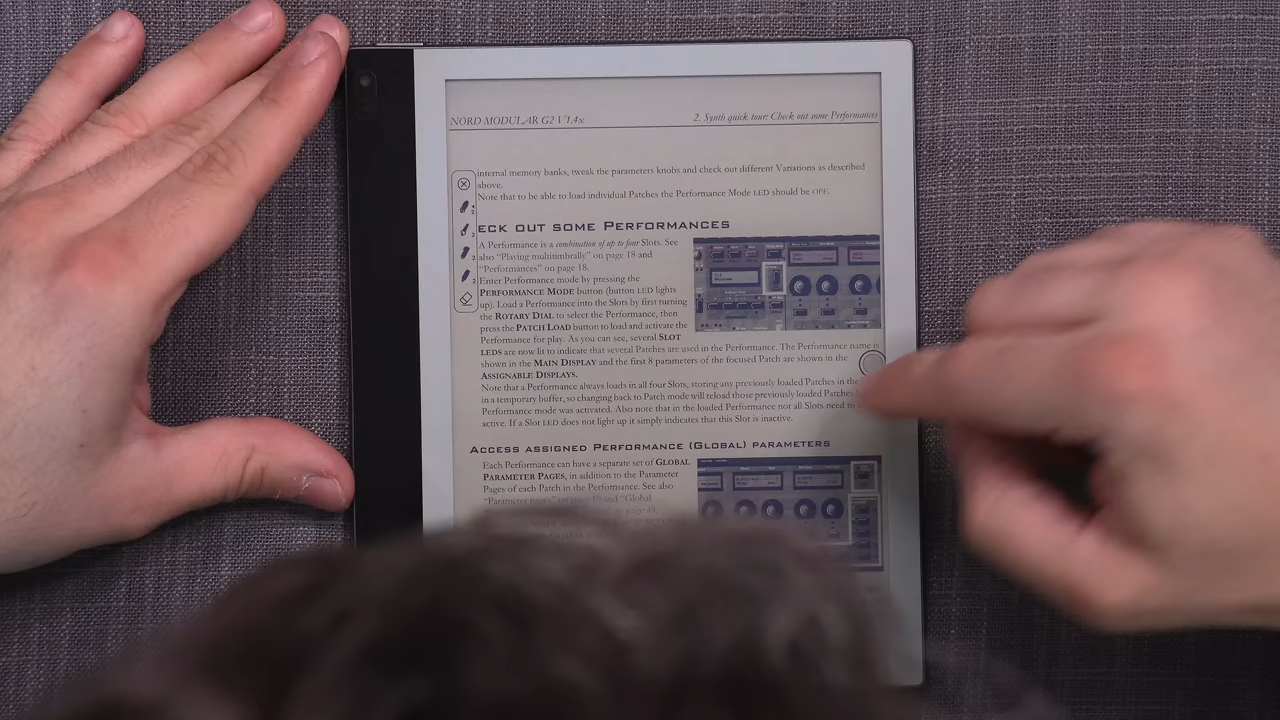 NORD MODULAR G2 V1.4x
2. Synth quick tour: Check out some Performances
internal memory banks, tweak the parameters knobs and check out different Variations as described
above.
Note that to be able to load individual Patches the Performance Mode LED should be OFF.
ECK OUT SOME PERFORMANCES
A Performance is a combination of up to four Slots. See
also “Playing multitimbrally” on page 18 and
“Performances” on page 18.
Enter Performance mode by pressing the
PERFORMANCE MODE button (button LED lights
up). Load a Performance into the Slots by first turning
the ROTARY DIAL to select the Performance, then
press the PATCH LOAD button to load and activate the
Performance for play. As you can see, several SLOT
LEDS are now lit to indicate that several Patches are used in the Performance. The Performance name is
shown in the MAIN DISPLAY and the first 8 parameters of the focused Patch are shown in the
ASSIGNABLE DISPLAYS.
Note that a Performance always loads in all four Slots, storing any previously loaded Patches in the
in a temporary buffer, so changing back to Patch mode will reload those previously loaded Patches
Performance mode was activated. Also note that in the loaded Performance not all Slots need to
active. If a Slot LED does not light up it simply indicates that this Slot is inactive.
ACCESS ASSIGNED PERFORMANCE (GLOBAL) PARAMETERS
Each Performance can have a separate set of GLOBAL
PARAMETER PAGES, in addition to the Parameter
Pages of each Patch in the Performance. See also
“Parameter pages” on page 19 and “Global
on page 49.